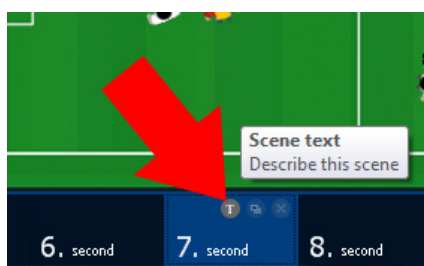 Scene text
Describe this scene
T
6. second
7. second
8. second